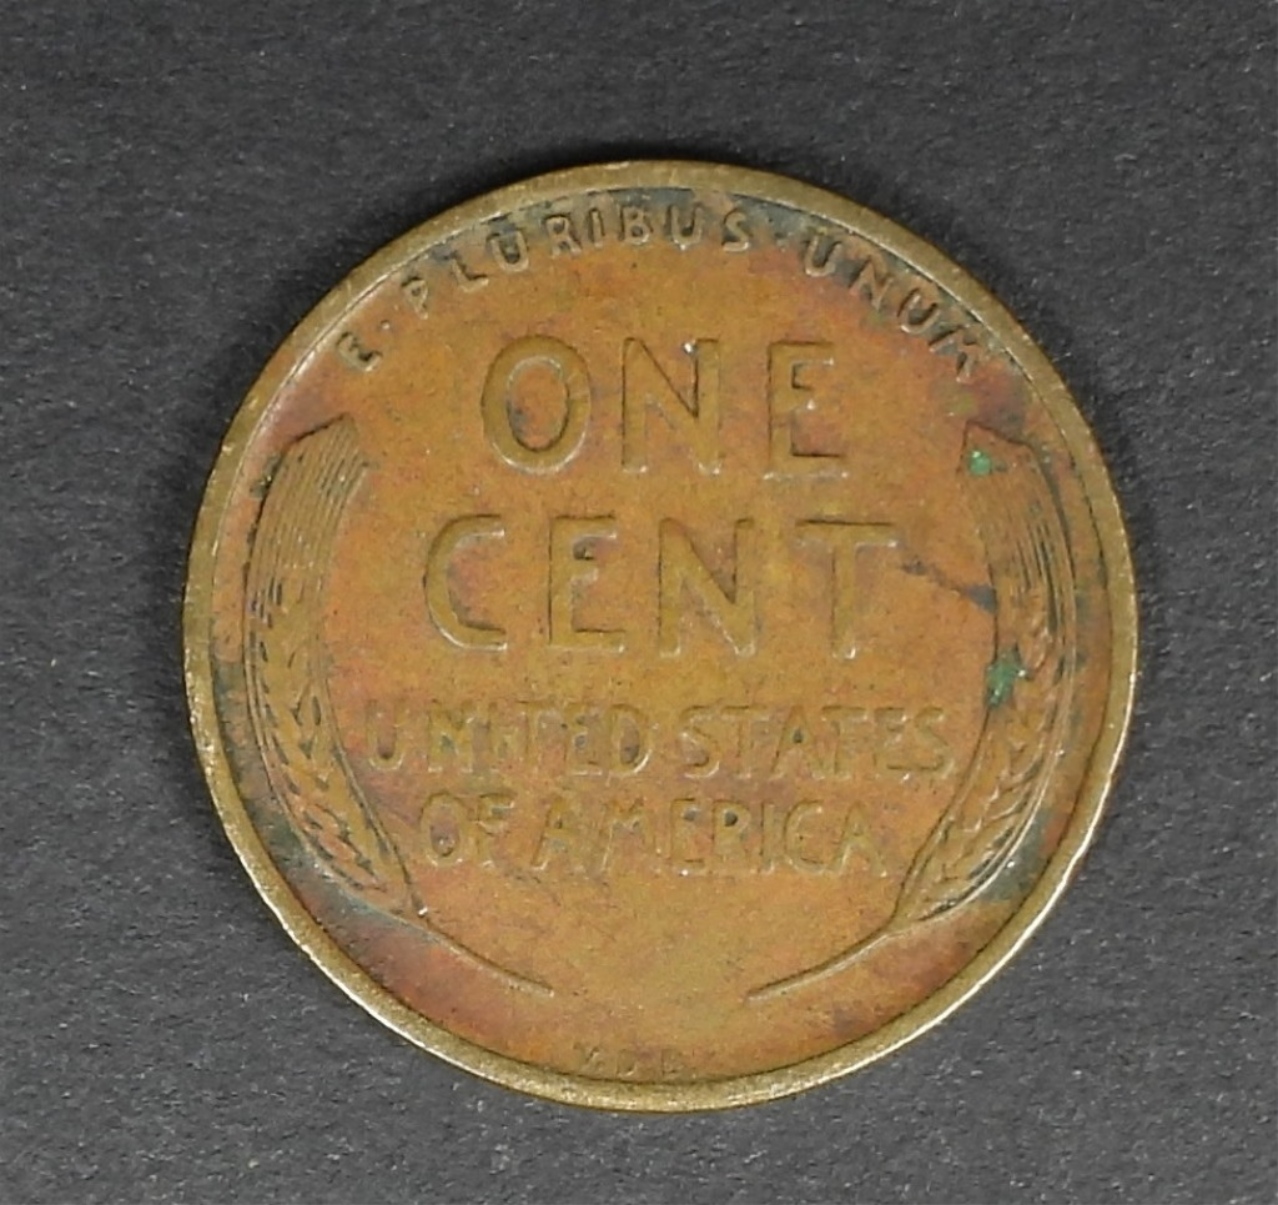 E·PLURIBUS·UNUM
ONE
CENT
UNITED STATES
OF AMERICA
V.D.B.